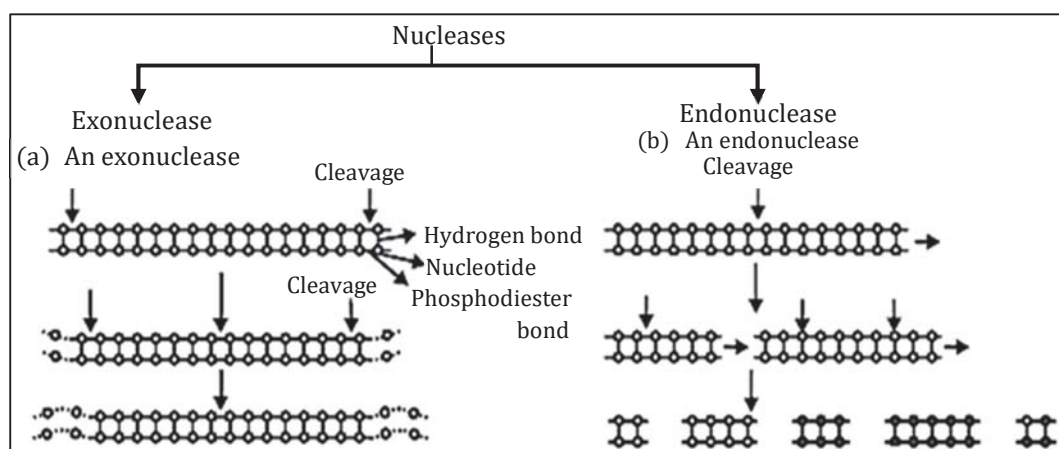 Nucleases
Exonuclease
(a) An exonuclease
Cleavage
Hydrogen bond
Nucleotide
Phosphodiester
bond
Cleavage
Endonuclease
(b) An endonuclease
Cleavage